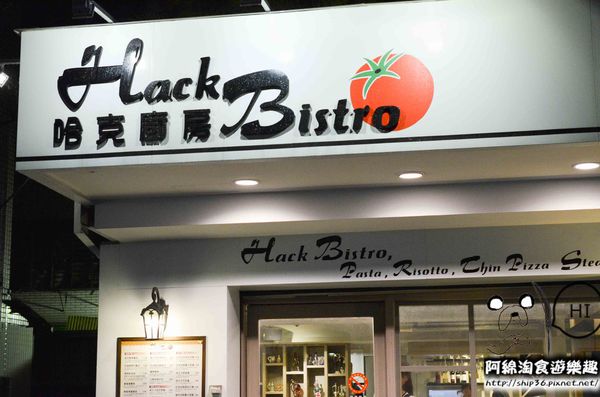 Hack Bistro
哈克廚房
Hack Bistro,
Pasta, Risotto, Thin Pizza Stea
HI
阿綿淘食遊樂趣
http://ship36.pixnet.net/